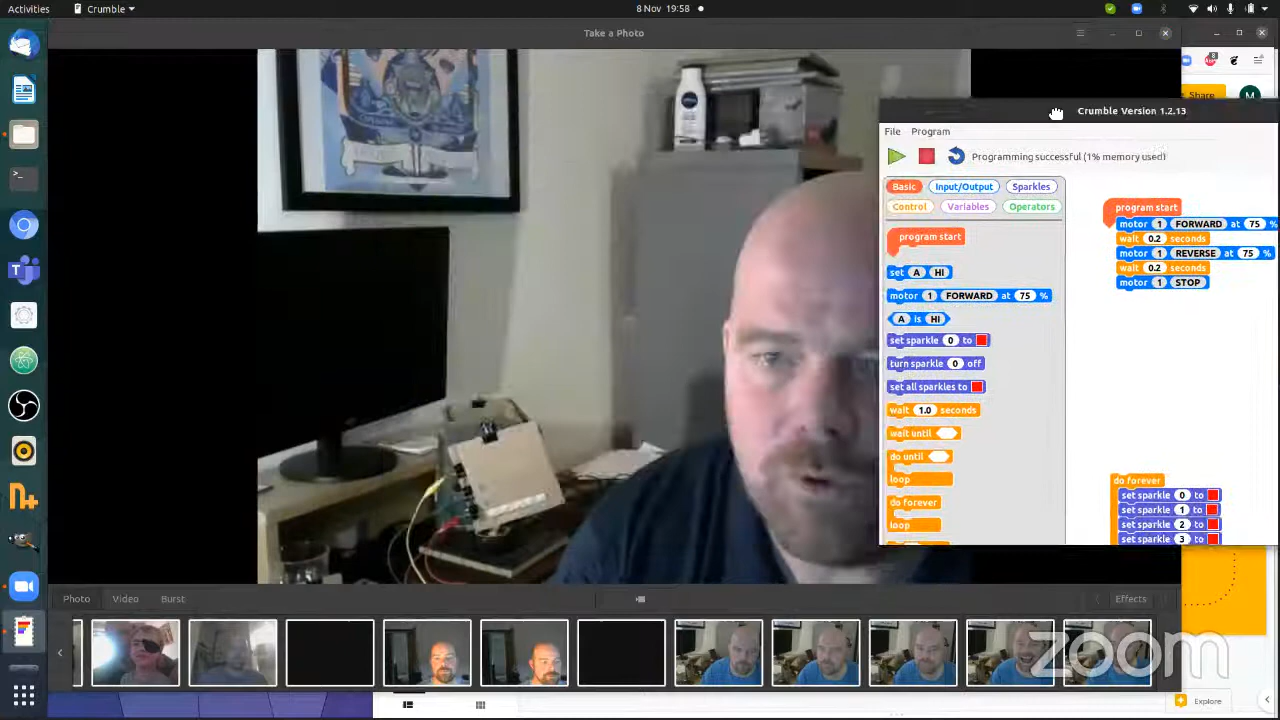 Activities
Crumble
8 Nov 19:58
Take a Photo
Share
M
Crumble Version 1.2.13
File Program
Programming successful (1% memory used)
Basic Input/Output Sparkles
Control Variables Operators
program start
set A HI
motor 1 FORWARD at 75 %
A is HI
set sparkle 0 to
turn sparkle 0 off
set all sparkles to
wait 1.0 seconds
wait until
do until
loop
do forever
loop
program start
motor 1 FORWARD at 75 %
wait 0.2 seconds
motor 1 REVERSE at 75 %
wait 0.2 seconds
motor 1 STOP
do forever
set sparkle 0 to
set sparkle 1 to
set sparkle 2 to
set sparkle 3 to
NIVEA
Photo Video Burst
Effects
zoom
Explore